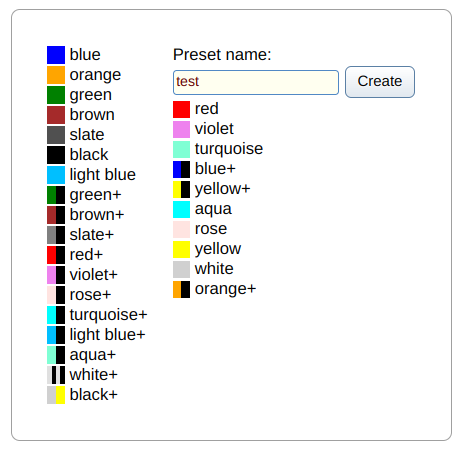 blue
orange
green
brown
slate
black
light blue
green+
brown+
slate+
red+
violet+
rose+
turquoise+
light blue+
aqua+
white+
black+
Preset name:
test Create
red
violet
turquoise
blue+
yellow+
aqua
rose
yellow
white
orange+